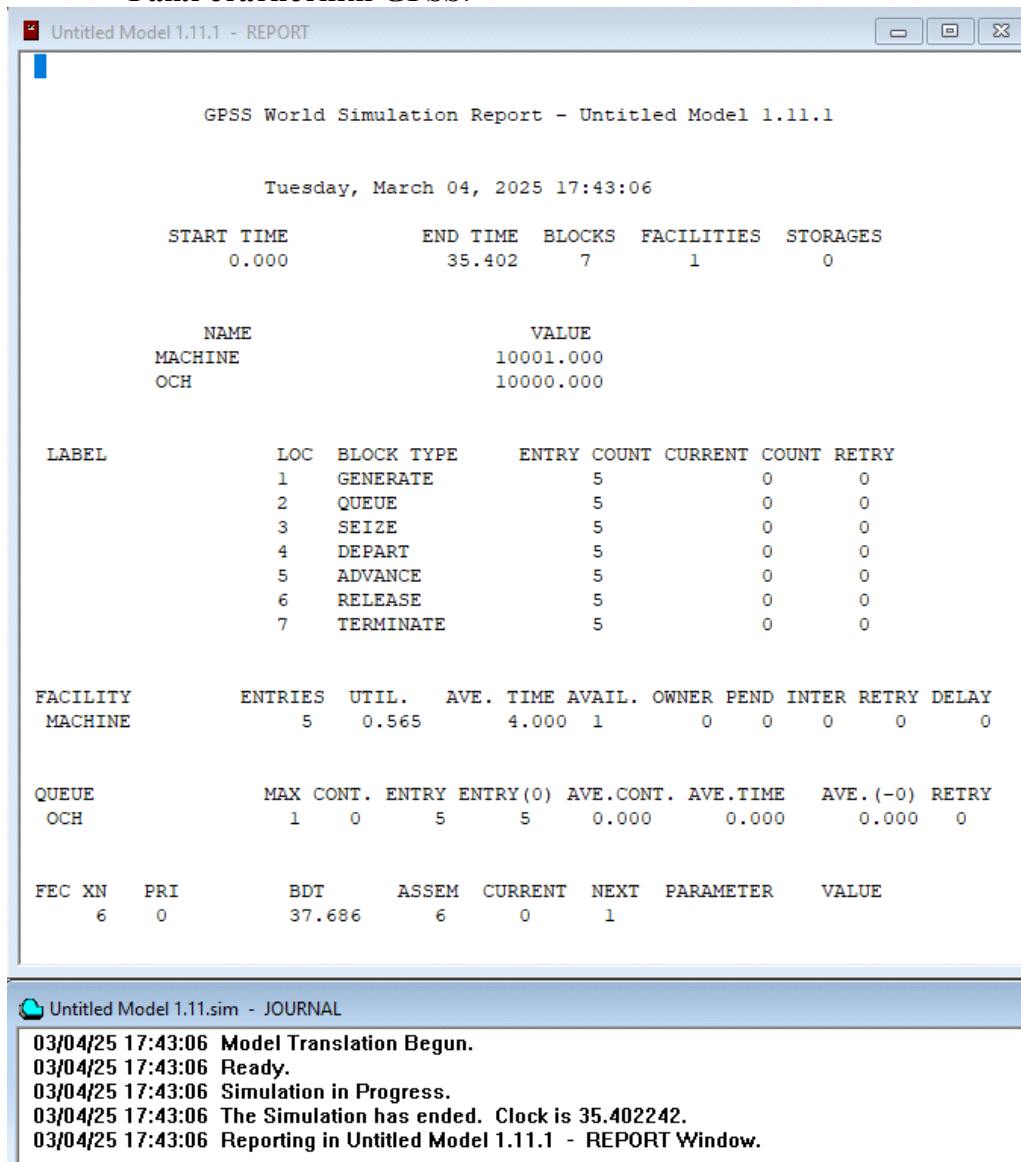 Untitled Model 1.11.1 - REPORT
GPSS World Simulation Report - Untitled Model 1.11.1
Tuesday, March 04, 2025 17:43:06
START TIME END TIME BLOCKS FACILITIES STORAGES
0.000 35.402 7 1 0
NAME VALUE
MACHINE 10001.000
OCH 10000.000
LABEL LOC BLOCK TYPE ENTRY COUNT CURRENT COUNT RETRY
1 GENERATE 5 0 0
2 QUEUE 5 0 0
3 SEIZE 5 0 0
4 DEPART 5 0 0
5 ADVANCE 5 0 0
6 RELEASE 5 0 0
7 TERMINATE 5 0 0
FACILITY ENTRIES UTIL. AVE. TIME AVAIL. OWNER PEND INTER RETRY DELAY
MACHINE 5 0.565 4.000 1 0 0 0 0 0
QUEUE MAX CONT. ENTRY ENTRY(0) AVE.CONT. AVE.TIME AVE.(-0) RETRY
OCH 1 0 5 5 0.000 0.000 0.000 0
FEC XN PRI BDT ASSEM CURRENT NEXT PARAMETER VALUE
6 0 37.686 6 0 1
Untitled Model 1.11.sim - JOURNAL
03/04/25 17:43:06 Model Translation Begun.
03/04/25 17:43:06 Ready.
03/04/25 17:43:06 Simulation in Progress.
03/04/25 17:43:06 The Simulation has ended. Clock is 35.402242.
03/04/25 17:43:06 Reporting in Untitled Model 1.11.1 - REPORT Window.